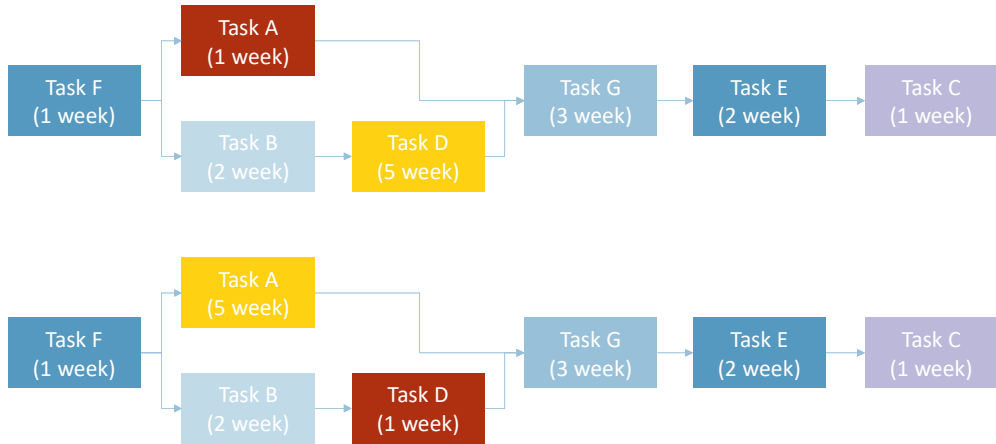 Task A
(1 week)
Task F
(1 week)
Task G
(3 week)
Task E
(2 week)
Task C
(1 week)
Task B
(2 week)
Task D
(5 week)
Task A
(5 week)
Task F
(1 week)
Task G
(3 week)
Task E
(2 week)
Task C
(1 week)
Task B
(2 week)
Task D
(1 week)